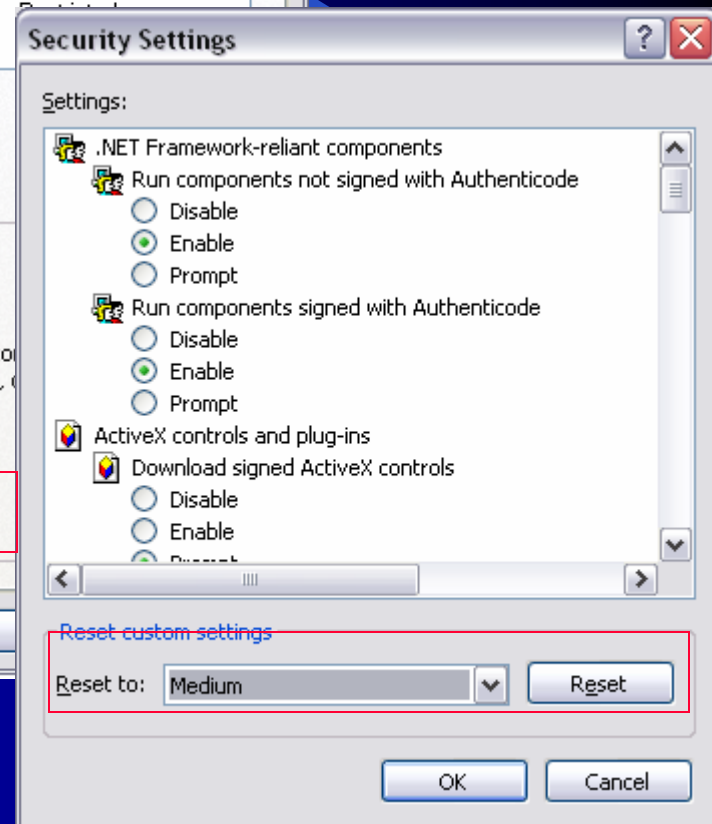 Security Settings
Settings:
.NET Framework-reliant components
Run components not signed with Authenticode
Disable
Enable
Prompt
Run components signed with Authenticode
Disable
Enable
Prompt
ActiveX controls and plug-ins
Download signed ActiveX controls
Disable
Enable
Prompt
Reset custom settings
Reset to: Medium Reset
OK Cancel